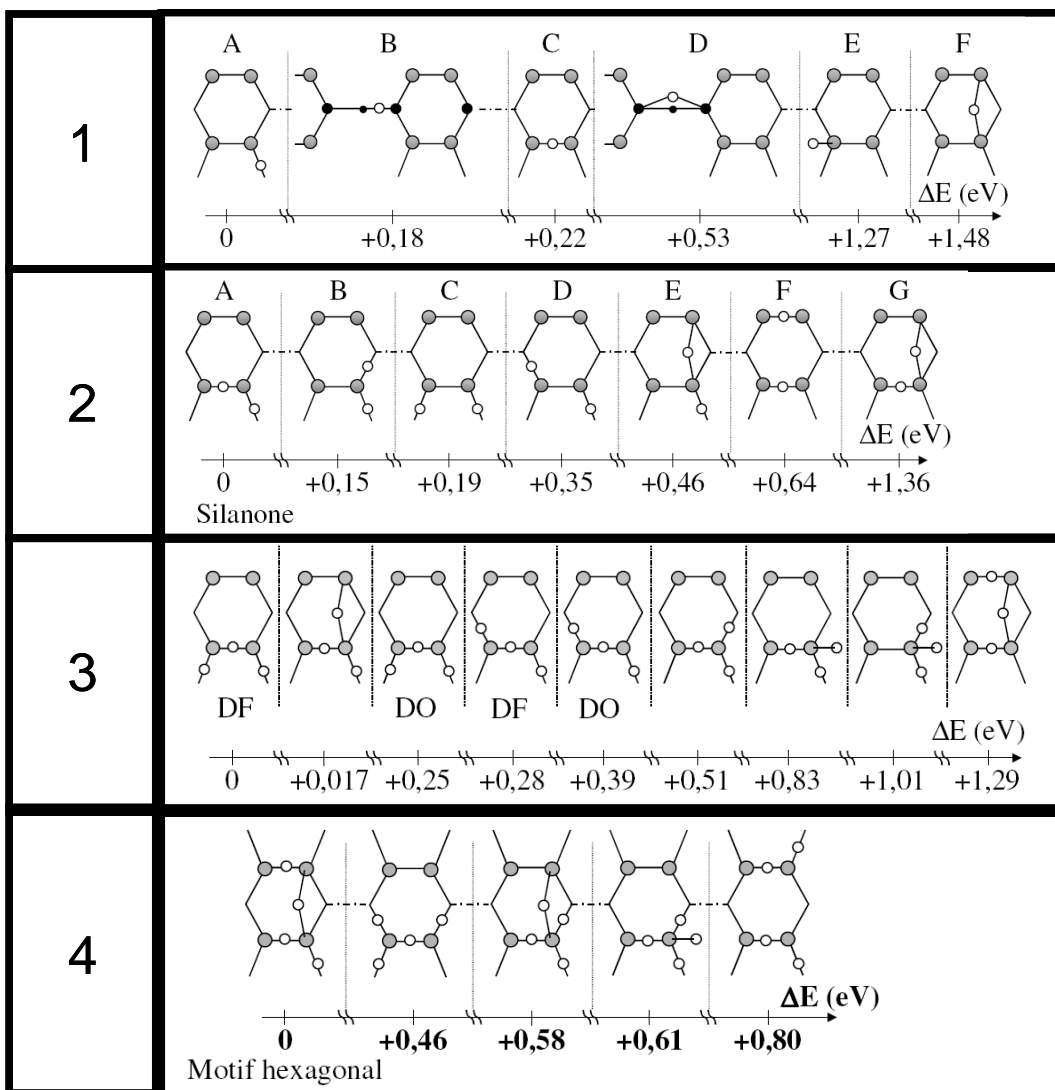 1
A B C D E F
ΔE (eV)
0 +0,18 +0,22 +0,53 +1,27 +1,48
2
A B C D E F G
ΔE (eV)
0 +0,15 +0,19 +0,35 +0,46 +0,64 +1,36
Silanone
3
DF DO DF DO
ΔE (eV)
0 +0,017 +0,25 +0,28 +0,39 +0,51 +0,83 +1,01 +1,29
4
ΔE (eV)
0 +0,46 +0,58 +0,61 +0,80
Motif hexagonal